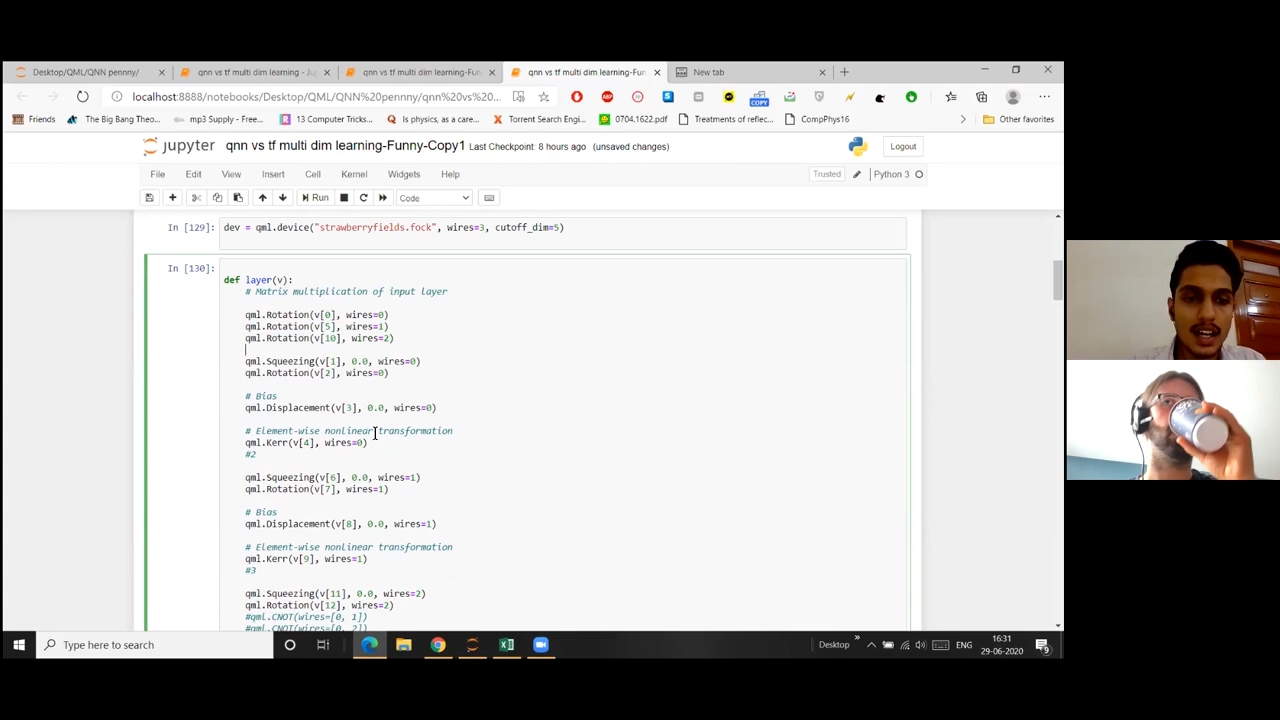 Desktop/QML/QNN pennny/
qnn vs tf multi dim learning - Ju
qnn vs tf multi dim learning-Fun
qnn vs tf multi dim learning-Fun
New tab
localhost:8888/notebooks/Desktop/QML/QNN%20pennny/qnn%20vs%20...
Friends
The Big Bang Theo...
mp3 Supply - Free...
13 Computer Tricks...
Is physics, as a care...
Torrent Search Engi...
0704.1622.pdf
Treatments of reflec...
CompPhys16
Other favorites
jupyter qnn vs tf multi dim learning-Funny-Copy1 Last Checkpoint: 8 hours ago (unsaved changes)
Logout
File Edit View Insert Cell Kernel Widgets Help
Trusted
Python 3
Run
Code
In [129]: dev = qml.device("strawberryfields.fock", wires=3, cutoff_dim=5)
In [130]:
def layer(v):
# Matrix multiplication of input layer
qml.Rotation(v[0], wires=0)
qml.Rotation(v[5], wires=1)
qml.Rotation(v[10], wires=2)
qml.Squeezing(v[1], 0.0, wires=0)
qml.Rotation(v[2], wires=0)
# Bias
qml.Displacement(v[3], 0.0, wires=0)
# Element-wise nonlinear transformation
qml.Kerr(v[4], wires=0)
#2
qml.Squeezing(v[6], 0.0, wires=1)
qml.Rotation(v[7], wires=1)
# Bias
qml.Displacement(v[8], 0.0, wires=1)
# Element-wise nonlinear transformation
qml.Kerr(v[9], wires=1)
#3
qml.Squeezing(v[11], 0.0, wires=2)
qml.Rotation(v[12], wires=2)
#qml.CNOT(wires=[0, 1])
#qml.CNOT(wires=[0, 2])
Type here to search
Desktop
ENG
16:31
29-06-2020